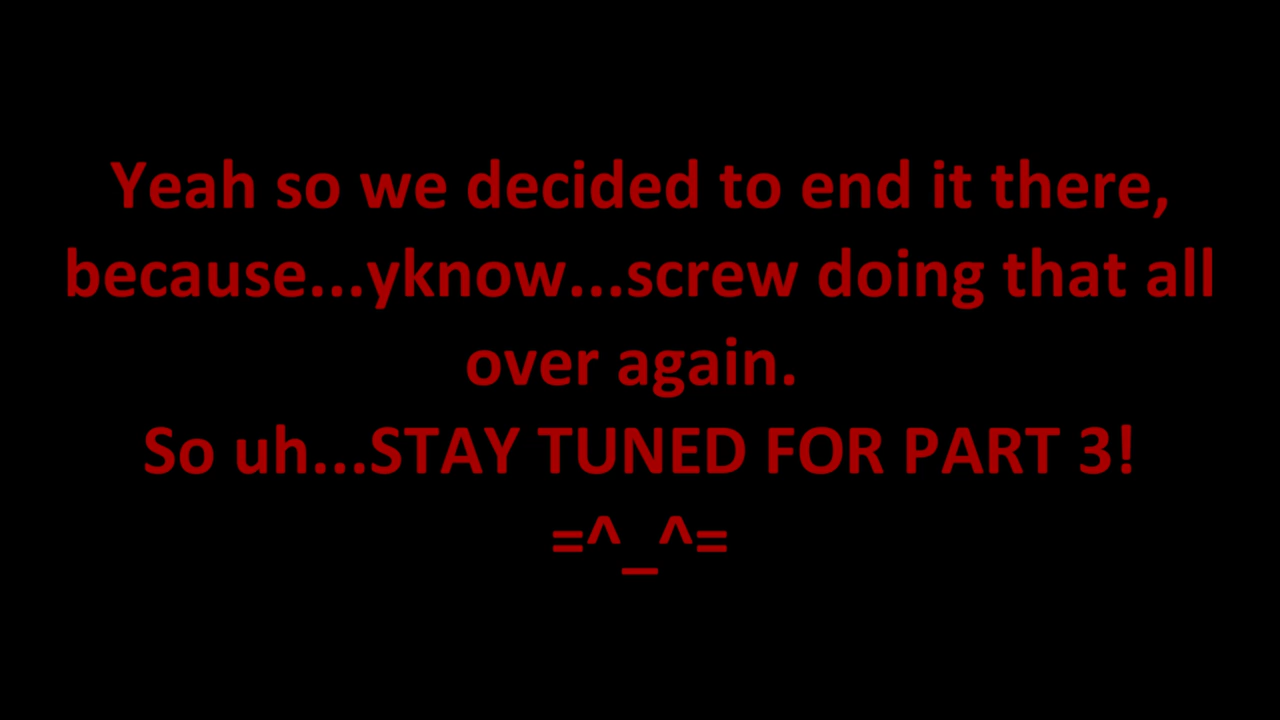 Yeah so we decided to end it there,
because...yknow...screw doing that all
over again.
So uh...STAY TUNED FOR PART 3!
=^_^=